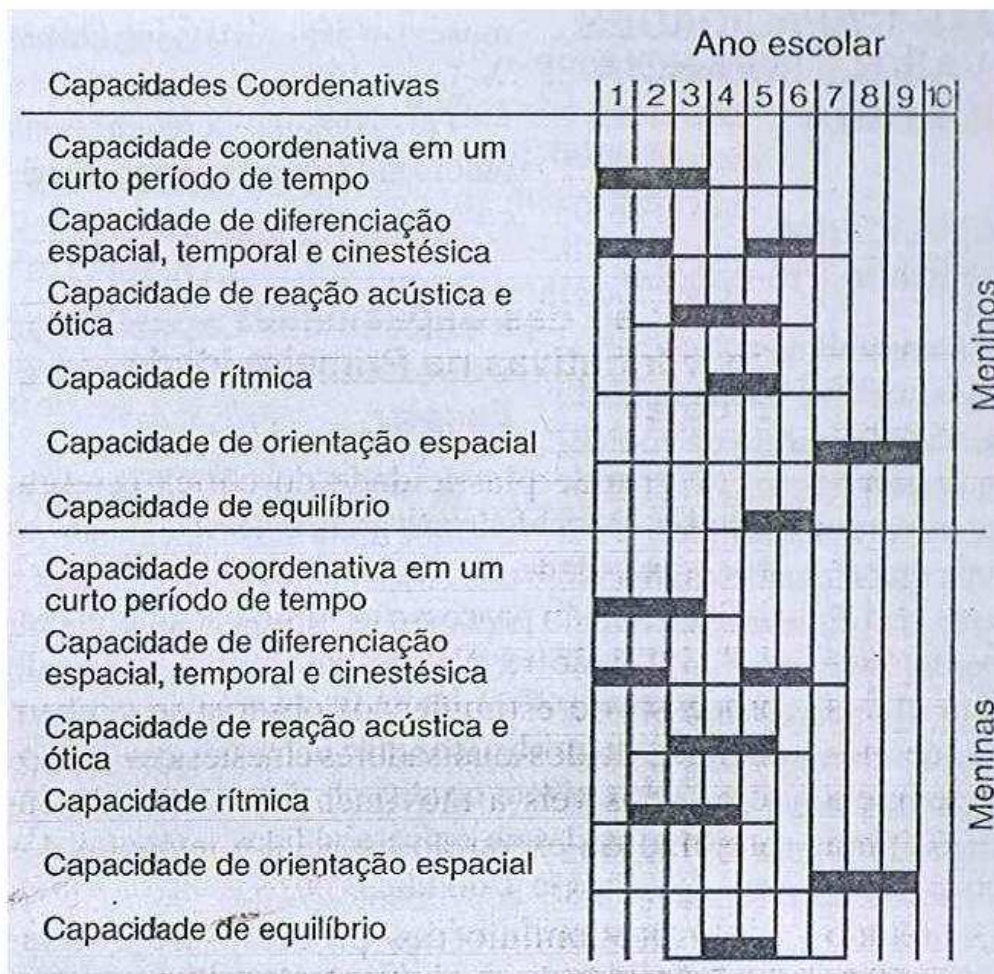 Ano escolar
Capacidades Coordenativas
1 2 3 4 5 6 7 8 9 10
Capacidade coordenativa em um
curto período de tempo
Capacidade de diferenciação
espacial, temporal e cinestésica
Capacidade de reação acústica e
ótica
Capacidade rítmica
Capacidade de orientação espacial
Capacidade de equilíbrio
Meninos
Capacidade coordenativa em um
curto período de tempo
Capacidade de diferenciação
espacial, temporal e cinestésica
Capacidade de reação acústica e
ótica
Capacidade rítmica
Capacidade de orientação espacial
Capacidade de equilíbrio
Meninas